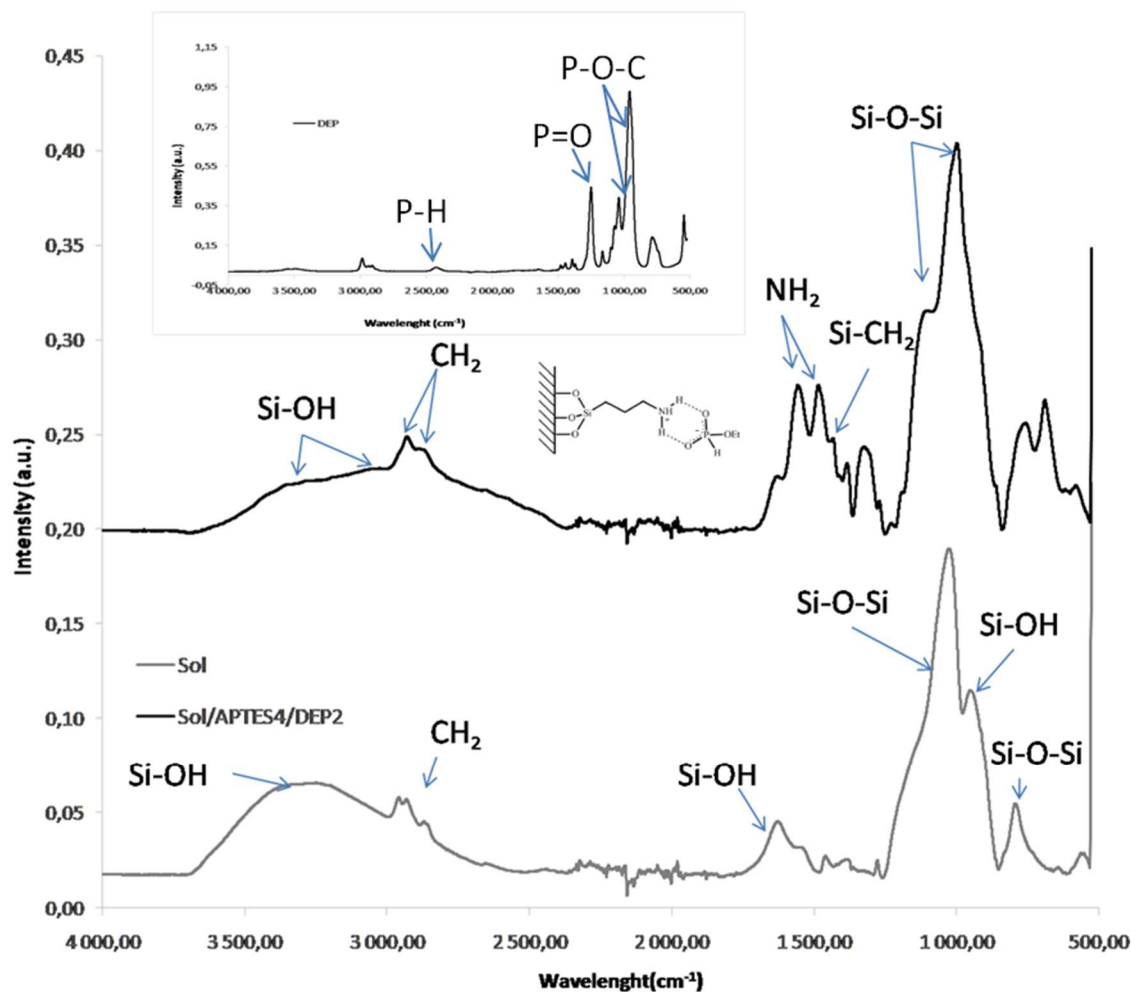 1,15
0,95
0,75
0,55
0,35
0,15
-0,05
Intensity (a.u.)
DEP
P-H
P=O
P-O-C
4 000,00 3 500,00 3 000,00 2 500,00 2 000,00 1 500,00 1 000,00 500,00
Wavelenght (cm-1)
0,45
0,40
0,35
0,30
0,25
0,20
0,15
0,10
0,05
0,00
Intensity (a.u.)
Si-O-Si
NH2
Si-CH2
CH2
Si-OH
O
O Si NH H O
+
O H O P OEt
-
H
Si-O-Si
Si-OH
Sol
Sol/APTES4/DEP2
CH2
Si-OH
Si-OH
Si-O-Si
4 000,00 3 500,00 3 000,00 2 500,00 2 000,00 1 500,00 1 000,00 500,00
Wavelenght(cm-1)